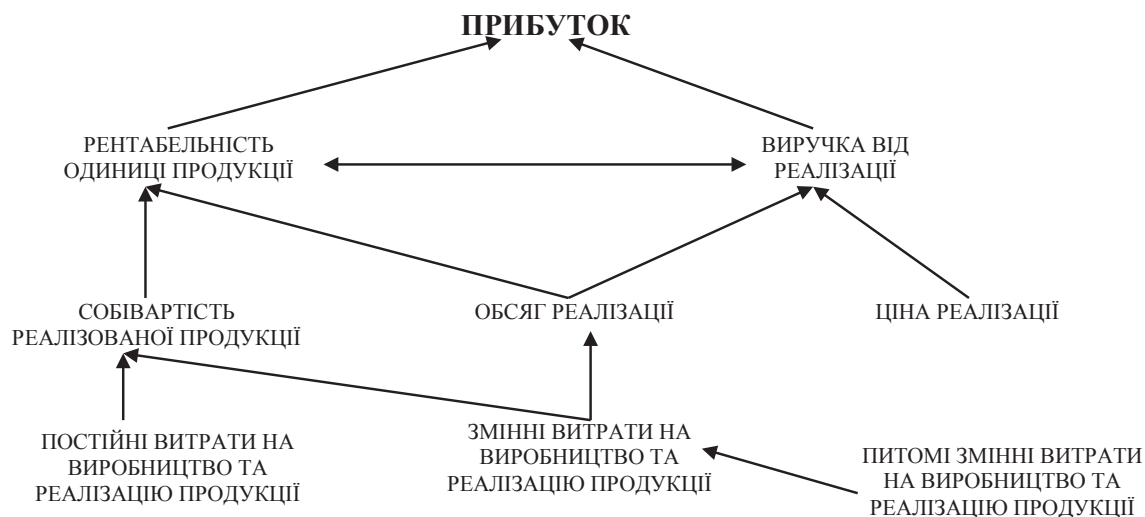 ПРИБУТОК
РЕНТАБЕЛЬНІСТЬ
ОДИНИЦІ ПРОДУКЦІЇ
ВИРУЧКА ВІД
РЕАЛІЗАЦІЇ
СОБІВАРТІСТЬ
РЕАЛІЗОВАНОЇ ПРОДУКЦІЇ
ОБСЯГ РЕАЛІЗАЦІЇ
ЦІНА РЕАЛІЗАЦІЇ
ПОСТІЙНІ ВИТРАТИ НА
ВИРОБНИЦТВО ТА
РЕАЛІЗАЦІЮ ПРОДУКЦІЇ
ЗМІННІ ВИТРАТИ НА
ВИРОБНИЦТВО ТА
РЕАЛІЗАЦІЮ ПРОДУКЦІЇ
ПИТОМІ ЗМІННІ ВИТРАТИ
НА ВИРОБНИЦТВО ТА
РЕАЛІЗАЦІЮ ПРОДУКЦІЇ